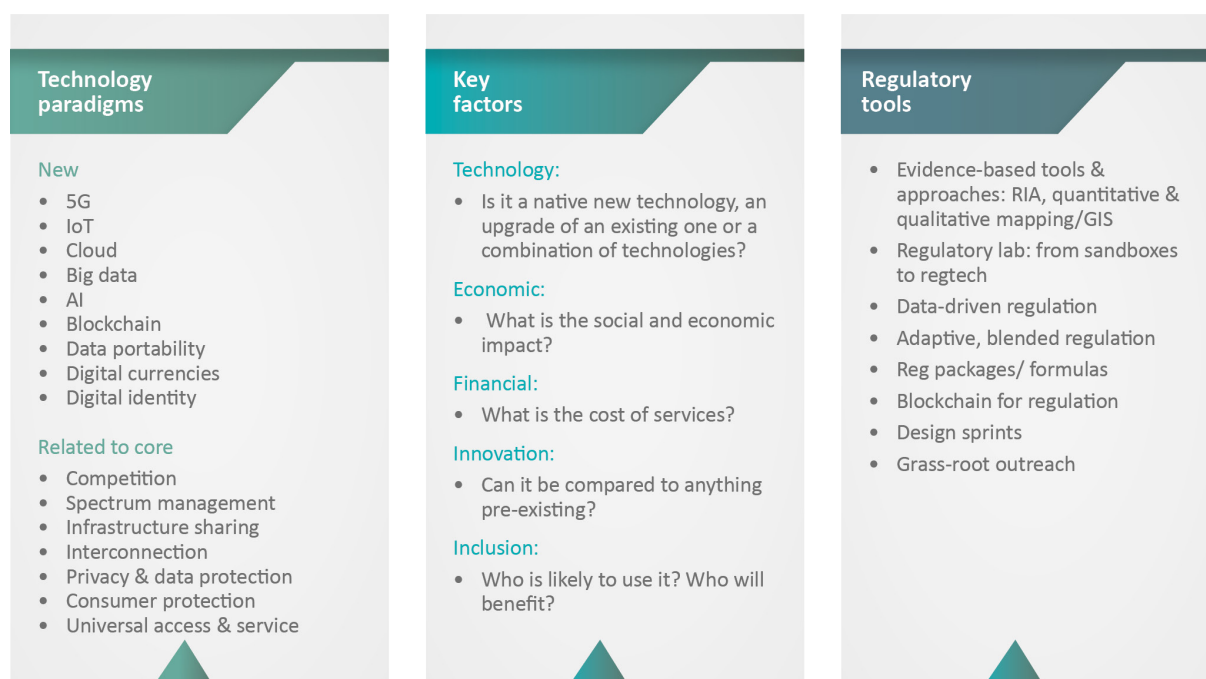 Technology
paradigms
New
• 5G
• IoT
• Cloud
• Big data
• AI
• Blockchain
• Data portability
• Digital currencies
• Digital identity
Related to core
• Competition
• Spectrum management
• Infrastructure sharing
• Interconnection
• Privacy & data protection
• Consumer protection
• Universal access & service
Key
factors
Technology:
• Is it a native new technology, an
upgrade of an existing one or a
combination of technologies?
Economic:
• What is the social and economic
impact?
Financial:
• What is the cost of services?
Innovation:
• Can it be compared to anything
pre-existing?
Inclusion:
• Who is likely to use it? Who will
benefit?
Regulatory
tools
• Evidence-based tools &
approaches: RIA, quantitative &
qualitative mapping/GIS
• Regulatory lab: from sandboxes
to regtech
• Data-driven regulation
• Adaptive, blended regulation
• Reg packages/ formulas
• Blockchain for regulation
• Design sprints
• Grass-root outreach